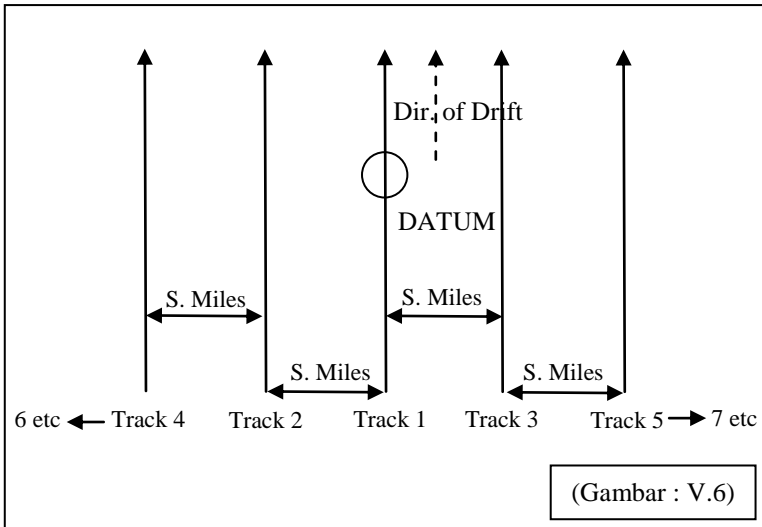 Dir. of Drift
DATUM
S. Miles
S. Miles
S. Miles
S. Miles
6 etc Track 4 Track 2 Track 1 Track 3 Track 5 7 etc
(Gambar : V.6)